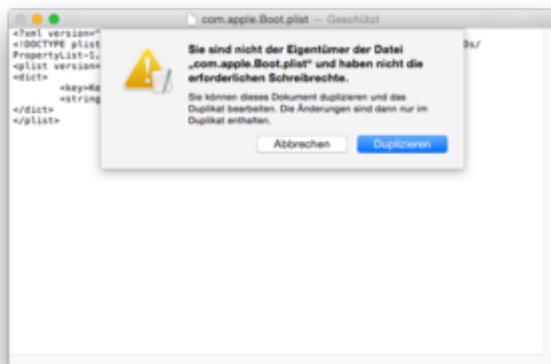 com.apple.Boot.plist — Geschützt
<?xml version="
<!DOCTYPE plist
Ds/
PropertyList-1.
<plist version=
<dict>
<key>Ke
<string
</dict>
</plist>
Sie sind nicht der Eigentümer der Datei
„com.apple.Boot.plist“ und haben nicht die
erforderlichen Schreibrechte.
Sie können dieses Dokument duplizieren und das
Duplikat bearbeiten. Die Änderungen sind dann nur im
Duplikat enthalten.
Abbrechen
Duplizieren